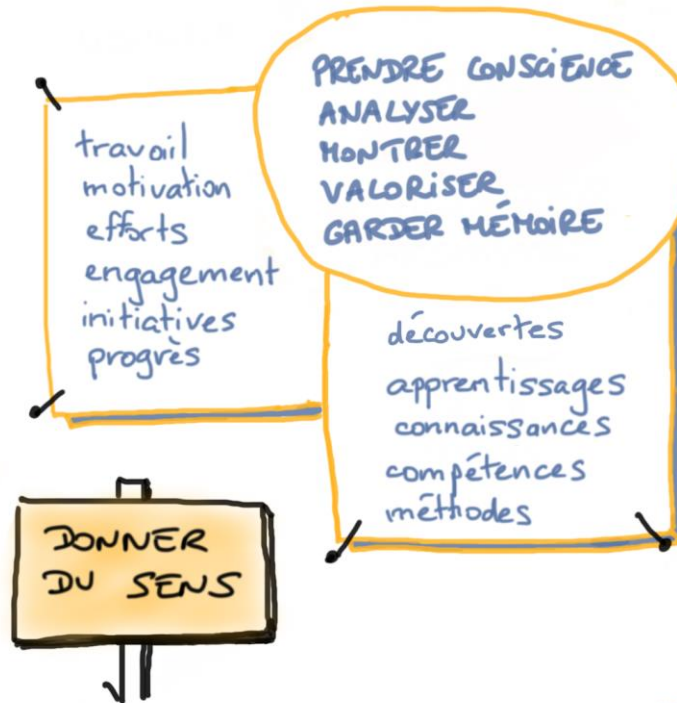 PRENDRE CONSCIENCE
ANALYSER
MONTRER
VALORISER
GARDER MÉMOIRE
travail
motivation
efforts
engagement
initiatives
progrès
découvertes
apprentissages
connaissances
compétences
méthodes
DONNER
DU SENS